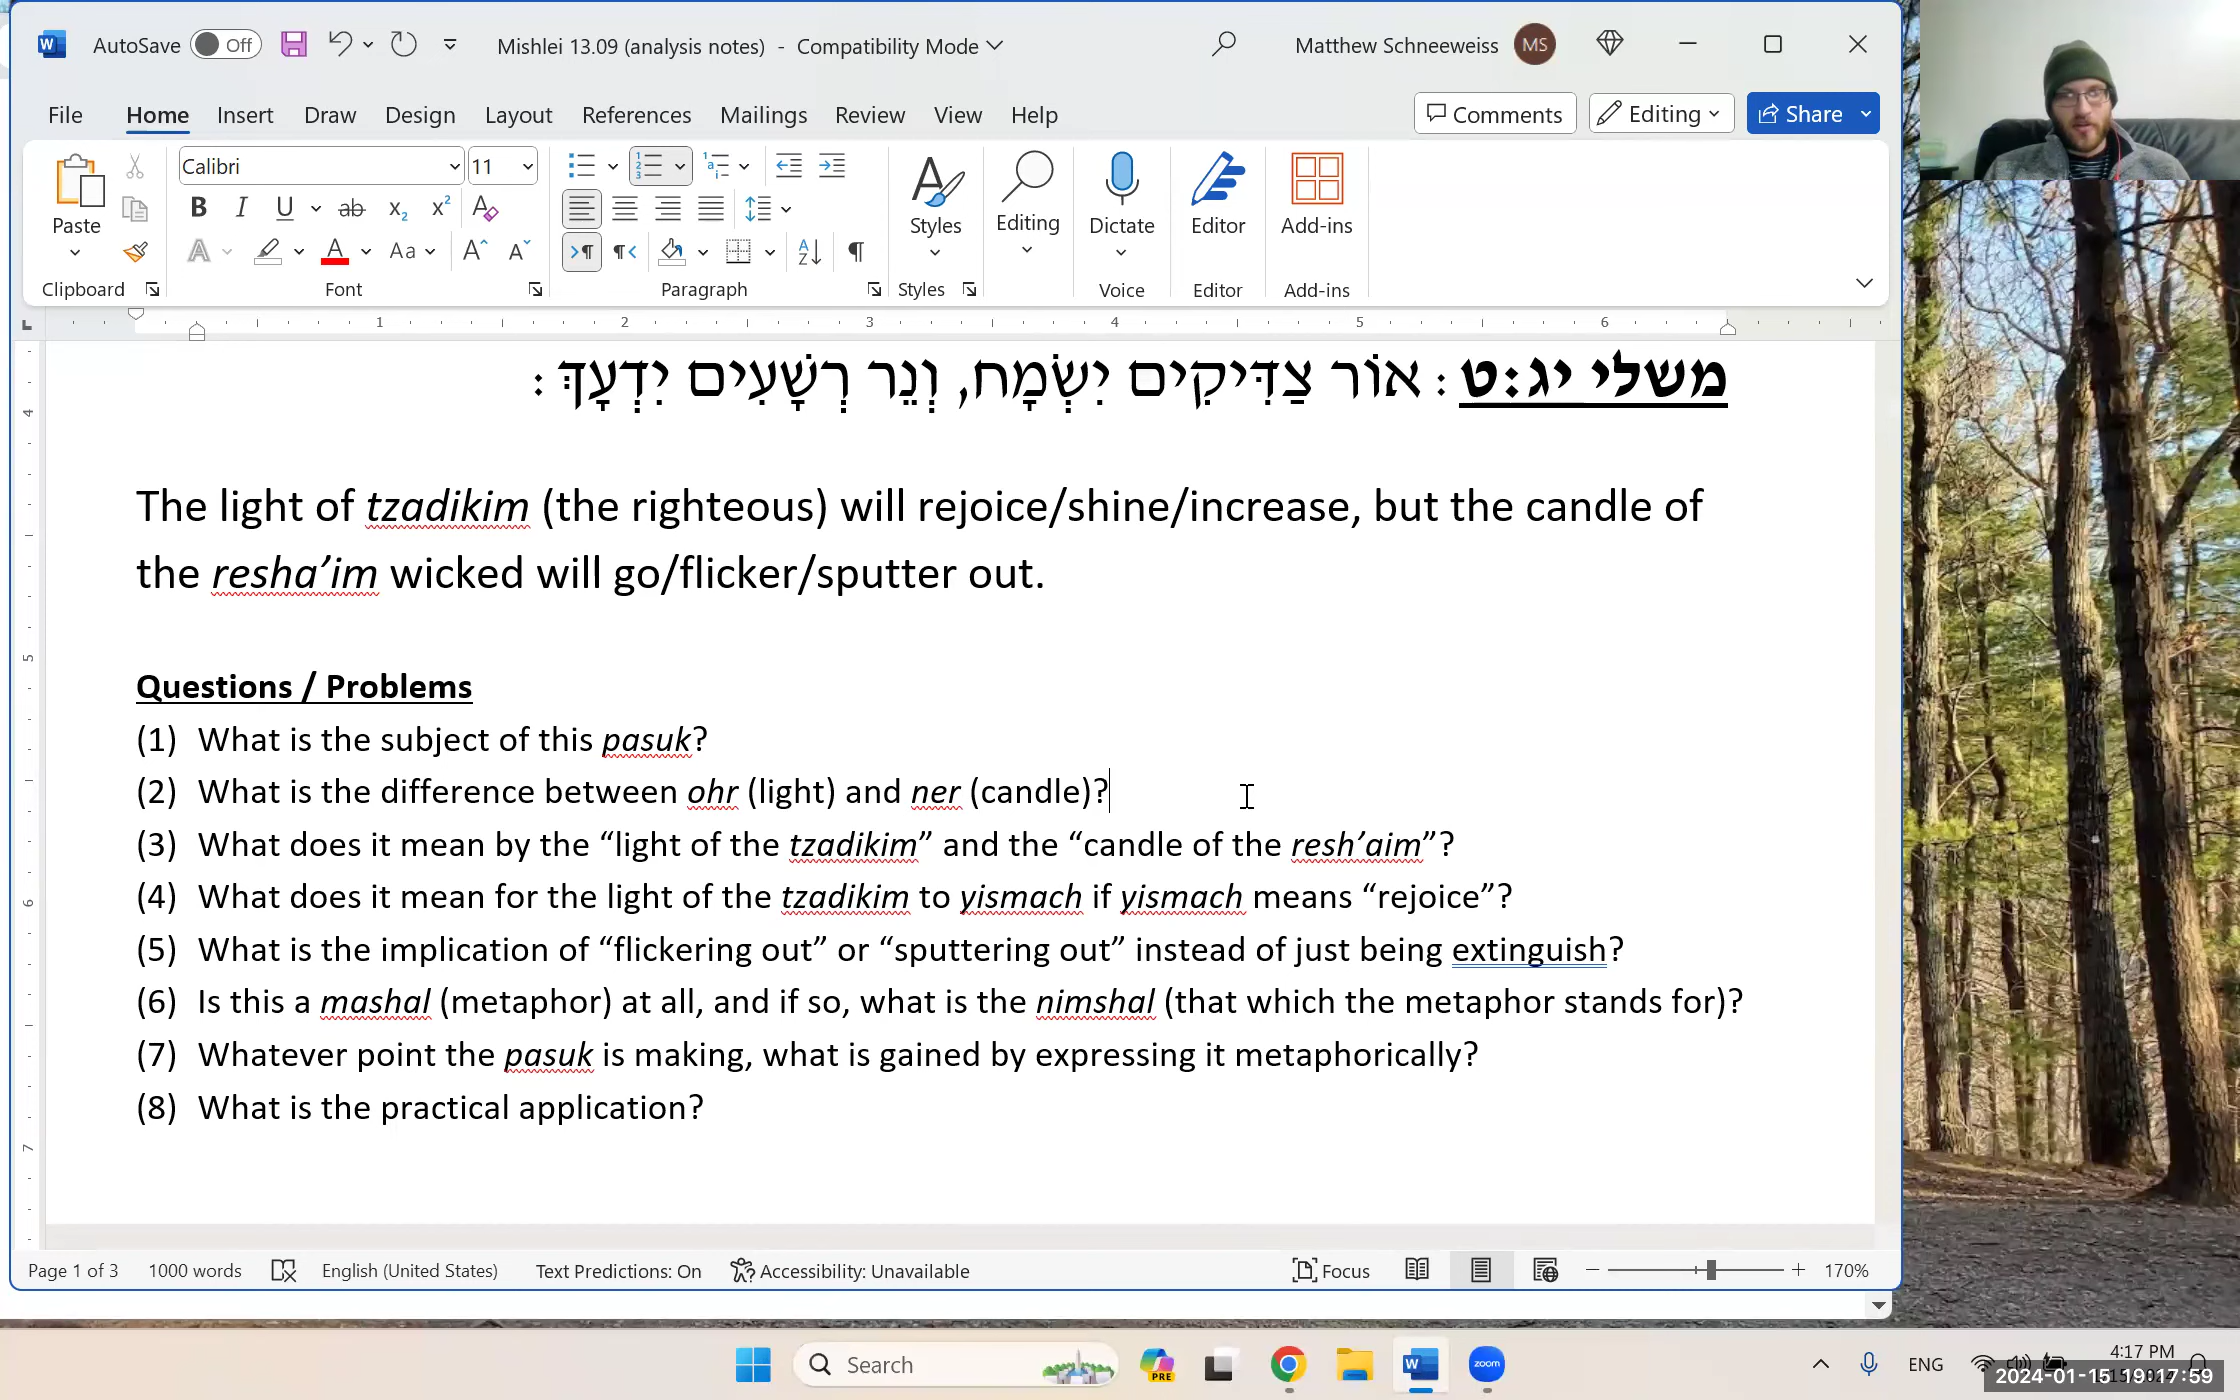 AutoSave Off Mishlei 13.09 (analysis notes) - Compatibility Mode Matthew Schneeweiss MS
File Home Insert Draw Design Layout References Mailings Review View Help Comments Editing Share
Paste Calibri 11 Styles Editing Dictate Editor Add-ins
Clipboard Font Paragraph Styles Voice Editor Add-ins
1 2 3 4 5 6
משלי יג:ט: אוֹר צַדִּיקִים יִשְׂמָח, וְנֵר רְשָׁעִים יִדְעָךְ:
The light of tzadikim (the righteous) will rejoice/shine/increase, but the candle of
the resha’im wicked will go/flicker/sputter out.
Questions / Problems
(1) What is the subject of this pasuk?
(2) What is the difference between ohr (light) and ner (candle)?
(3) What does it mean by the “light of the tzadikim” and the “candle of the resh’aim”?
(4) What does it mean for the light of the tzadikim to yismach if yismach means “rejoice”?
(5) What is the implication of “flickering out” or “sputtering out” instead of just being extinguish?
(6) Is this a mashal (metaphor) at all, and if so, what is the nimshal (that which the metaphor stands for)?
(7) Whatever point the pasuk is making, what is gained by expressing it metaphorically?
(8) What is the practical application?
Page 1 of 3 1000 words English (United States) Text Predictions: On Accessibility: Unavailable Focus 170%
Search PRE zoom ENG 4:17 PM
2024-01-15 19:17:59